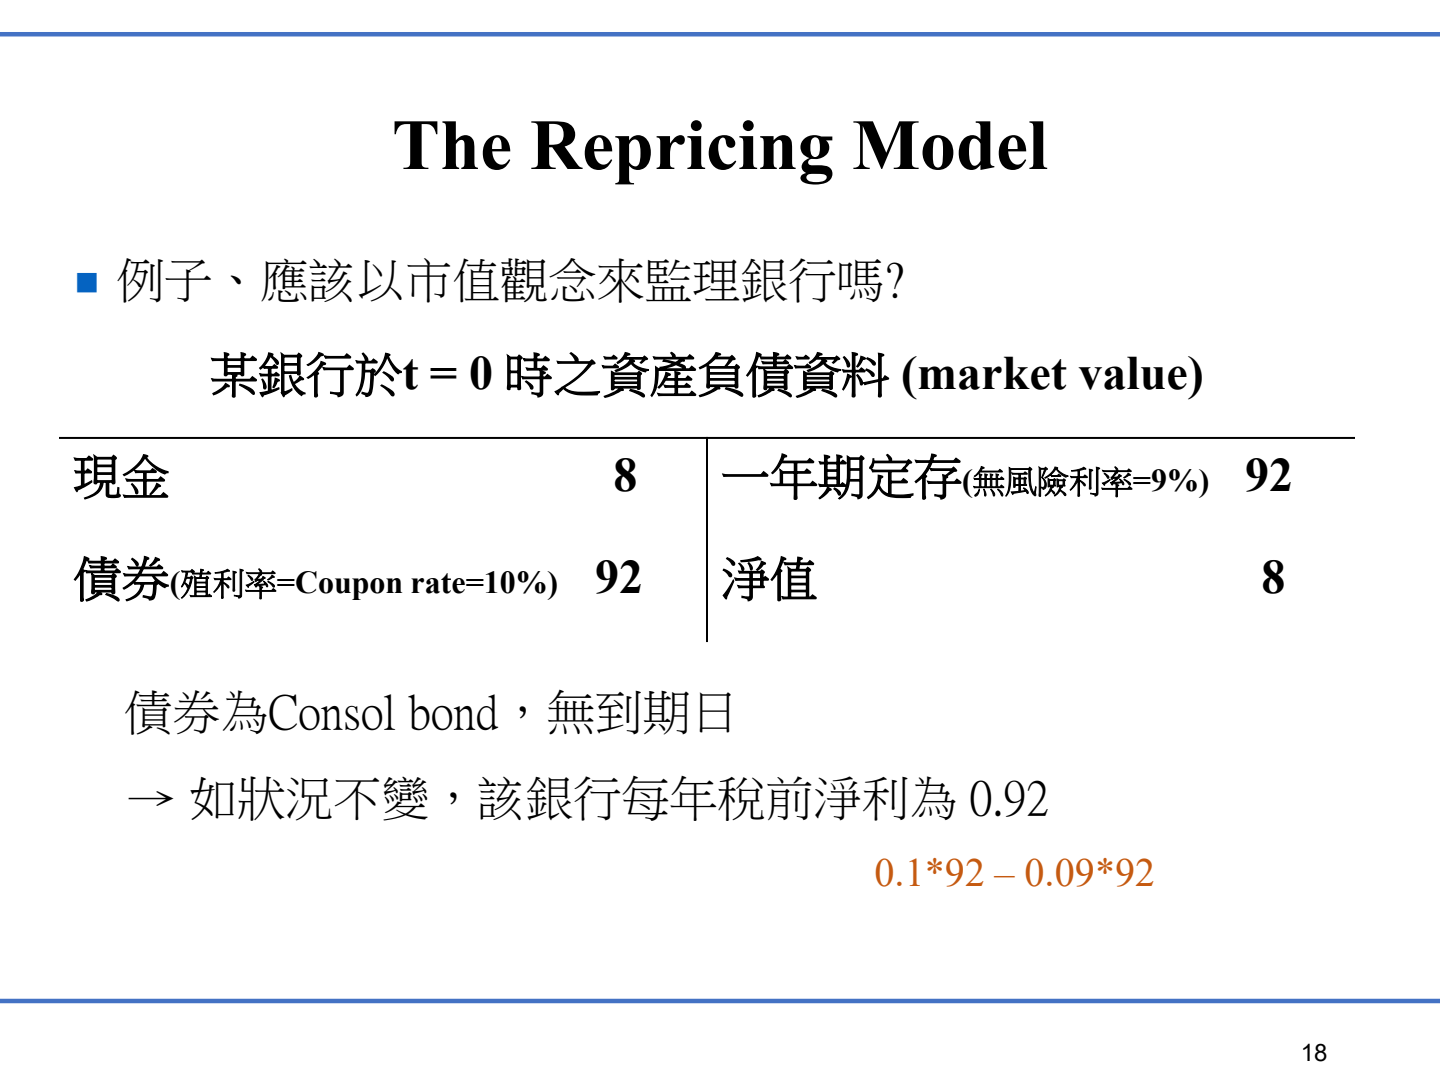 The Repricing Model
例子、應該以市值觀念來監理銀行嗎?
某銀行於t = 0 時之資產負債資料 (market value)
現金 8 一年期定存(無風險利率=9%) 92
債券(殖利率=Coupon rate=10%) 92 淨值 8
債券為Consol bond，無到期日
→ 如狀況不變，該銀行每年稅前淨利為 0.92
0.1*92 – 0.09*92
18